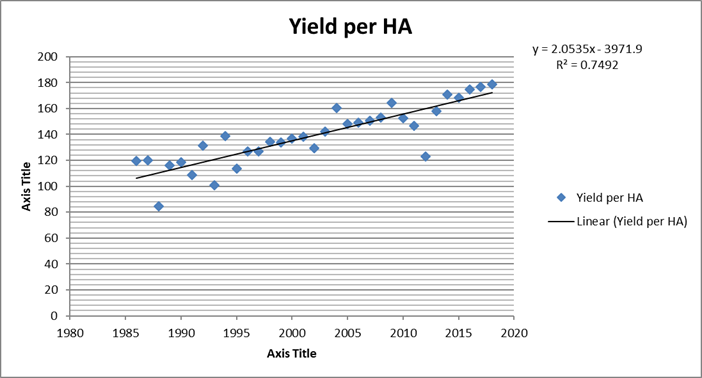 Yield per HA
y = 2.0535x - 3971.9
R² = 0.7492
200
180
160
140
120
100
80
60
40
20
0
Axis Title
1980 1985 1990 1995 2000 2005 2010 2015 2020
Axis Title
Yield per HA
Linear (Yield per HA)